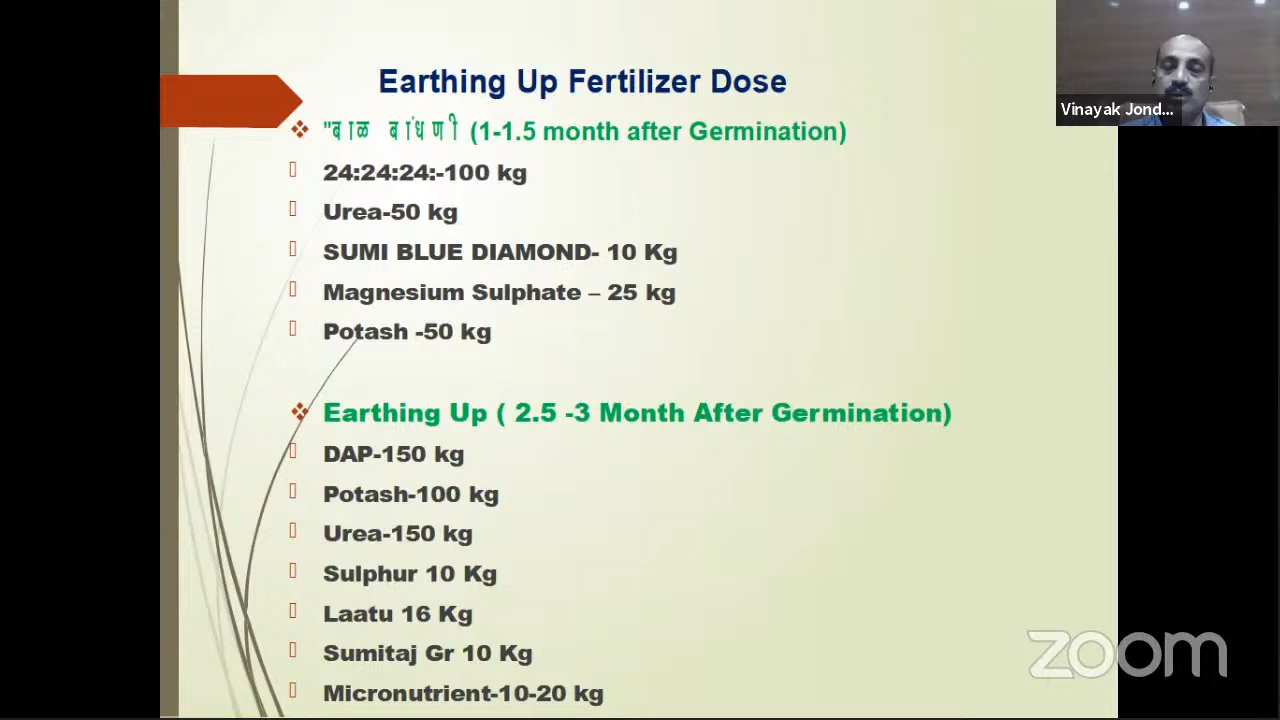 Earthing Up Fertilizer Dose
"बाळ बांधणी (1-1.5 month after Germination)
24:24:24:-100 kg
Urea-50 kg
SUMI BLUE DIAMOND- 10 Kg
Magnesium Sulphate – 25 kg
Potash -50 kg
Earthing Up ( 2.5 -3 Month After Germination)
DAP-150 kg
Potash-100 kg
Urea-150 kg
Sulphur 10 Kg
Laatu 16 Kg
Sumitaj Gr 10 Kg
Micronutrient-10-20 kg
Vinayak Jond...
zoom